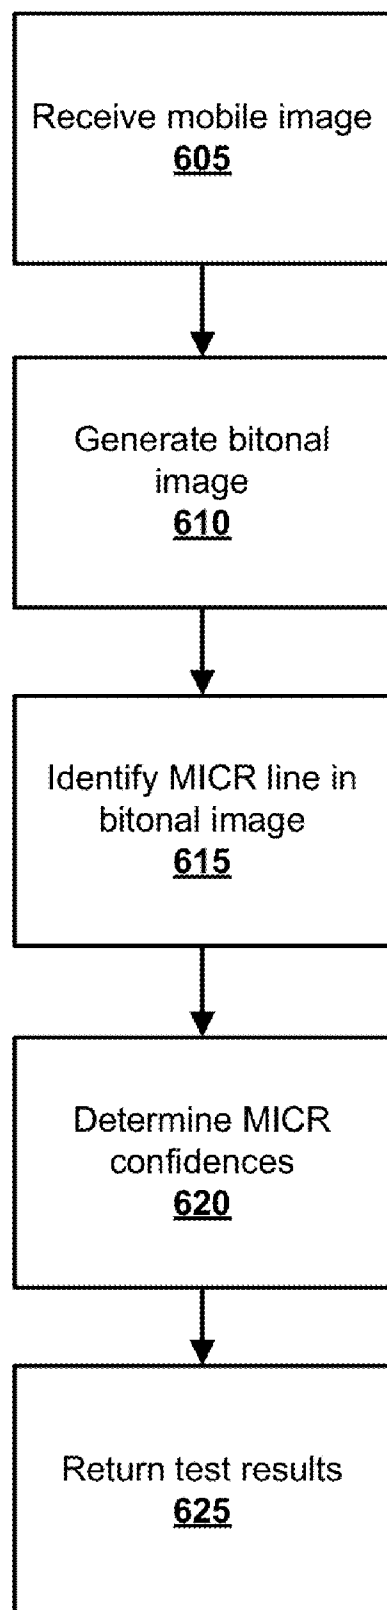 Receive mobile image
605
Generate bitonal
image
610
Identify MICR line in
bitonal image
615
Determine MICR
confidences
620
Return test results
625